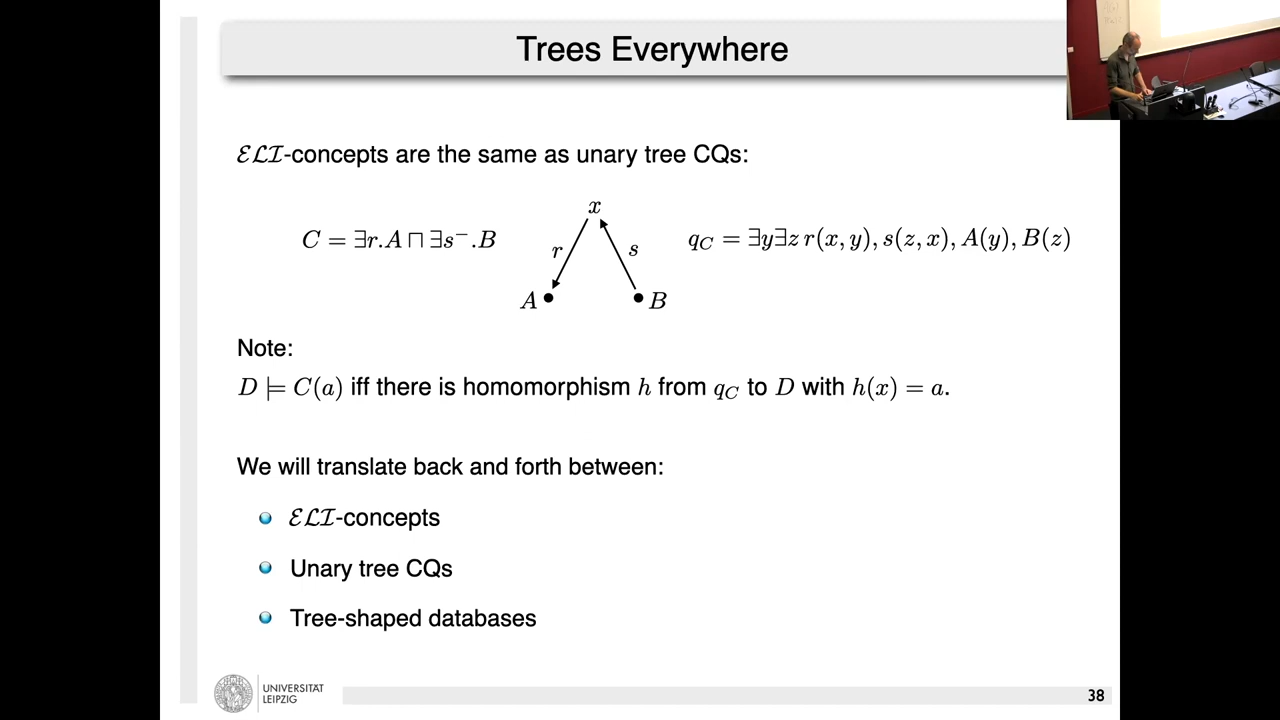 Trees Everywhere
ℰℒℐ-concepts are the same as unary tree CQs:
x
C = ∃r.A ⊓ ∃s⁻.B
r
s
q_C = ∃y∃z r(x, y), s(z, x), A(y), B(z)
A
B
Note:
D ⊨ C(a) iff there is homomorphism h from q_C to D with h(x) = a.
We will translate back and forth between:
ℰℒℐ-concepts
Unary tree CQs
Tree-shaped databases
UNIVERSITÄT
LEIPZIG
38